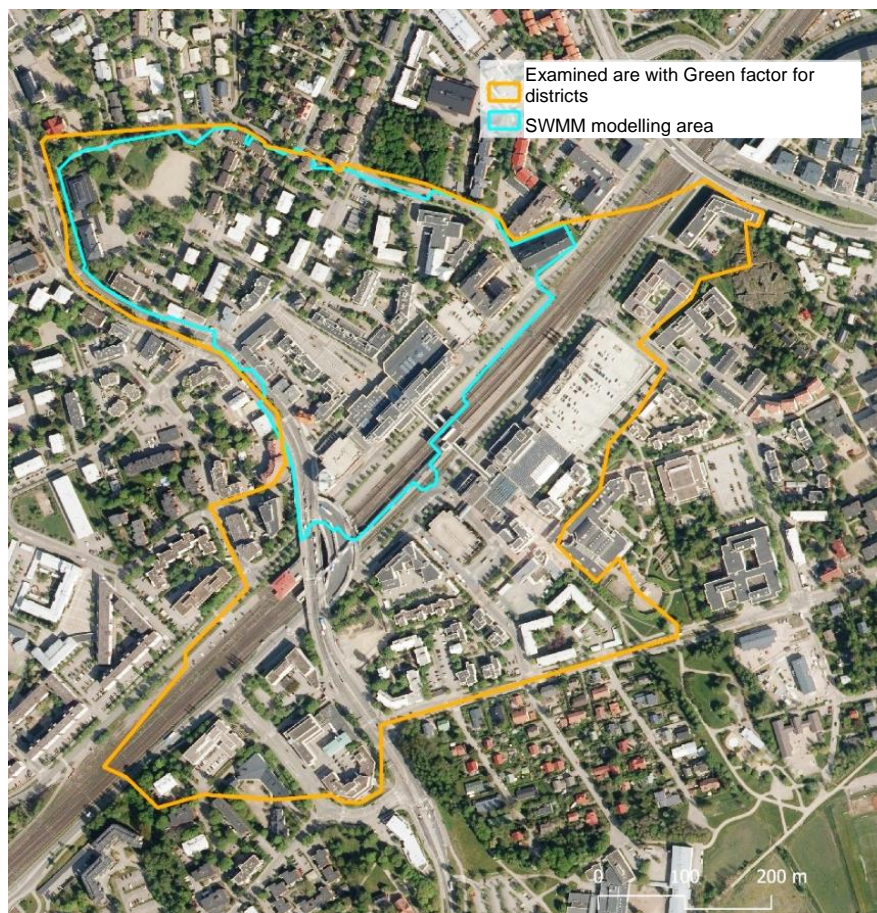 Examined are with Green factor for
districts
SWMM modelling area
0 100 200 m